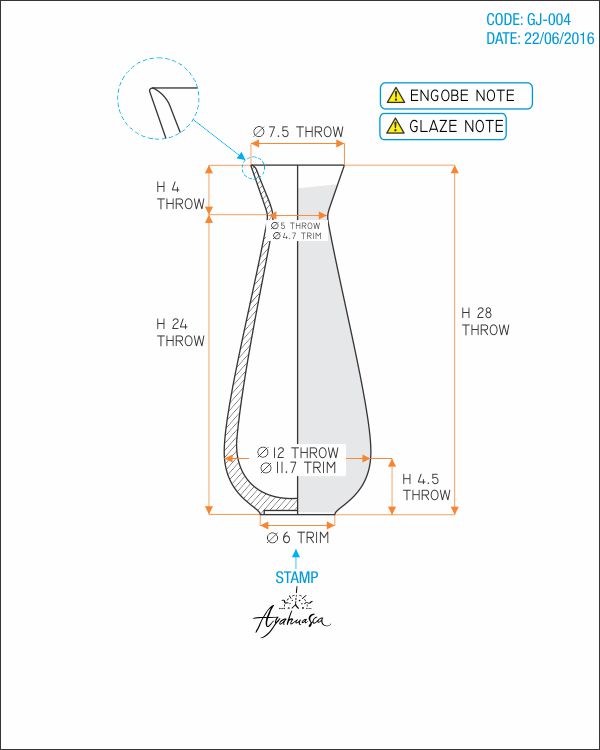 CODE: GJ-004
DATE: 22/06/2016
ENGOBE NOTE
GLAZE NOTE
Ø 7.5 THROW
H 4
THROW
Ø 5 THROW
Ø 4.7 TRIM
H 24
THROW
H 28
THROW
Ø 12 THROW
Ø 11.7 TRIM
H 4.5
THROW
Ø 6 TRIM
STAMP
Ayahuasca